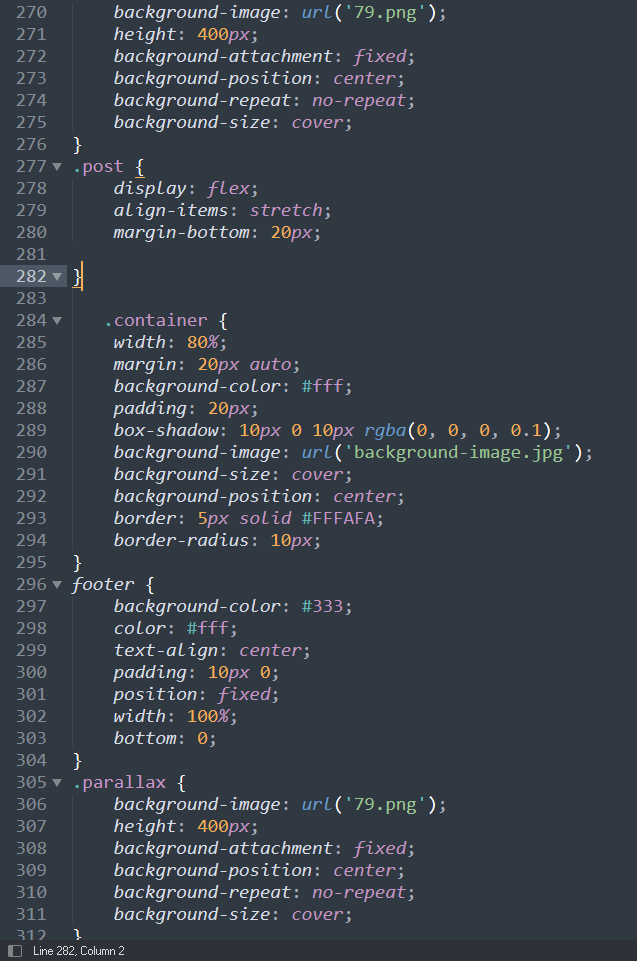 270 background-image: url('79.png');
271 height: 400px;
272 background-attachment: fixed;
273 background-position: center;
274 background-repeat: no-repeat;
275 background-size: cover;
276 }
277 .post {
278 display: flex;
279 align-items: stretch;
280 margin-bottom: 20px;
281
282 }
283
284 .container {
285 width: 80%;
286 margin: 20px auto;
287 background-color: #fff;
288 padding: 20px;
289 box-shadow: 10px 0 10px rgba(0, 0, 0, 0.1);
290 background-image: url('background-image.jpg');
291 background-size: cover;
292 background-position: center;
293 border: 5px solid #FFFAFA;
294 border-radius: 10px;
295 }
296 footer {
297 background-color: #333;
298 color: #fff;
299 text-align: center;
300 padding: 10px 0;
301 position: fixed;
302 width: 100%;
303 bottom: 0;
304 }
305 .parallax {
306 background-image: url('79.png');
307 height: 400px;
308 background-attachment: fixed;
309 background-position: center;
310 background-repeat: no-repeat;
311 background-size: cover;
312 }
Line 282, Column 2